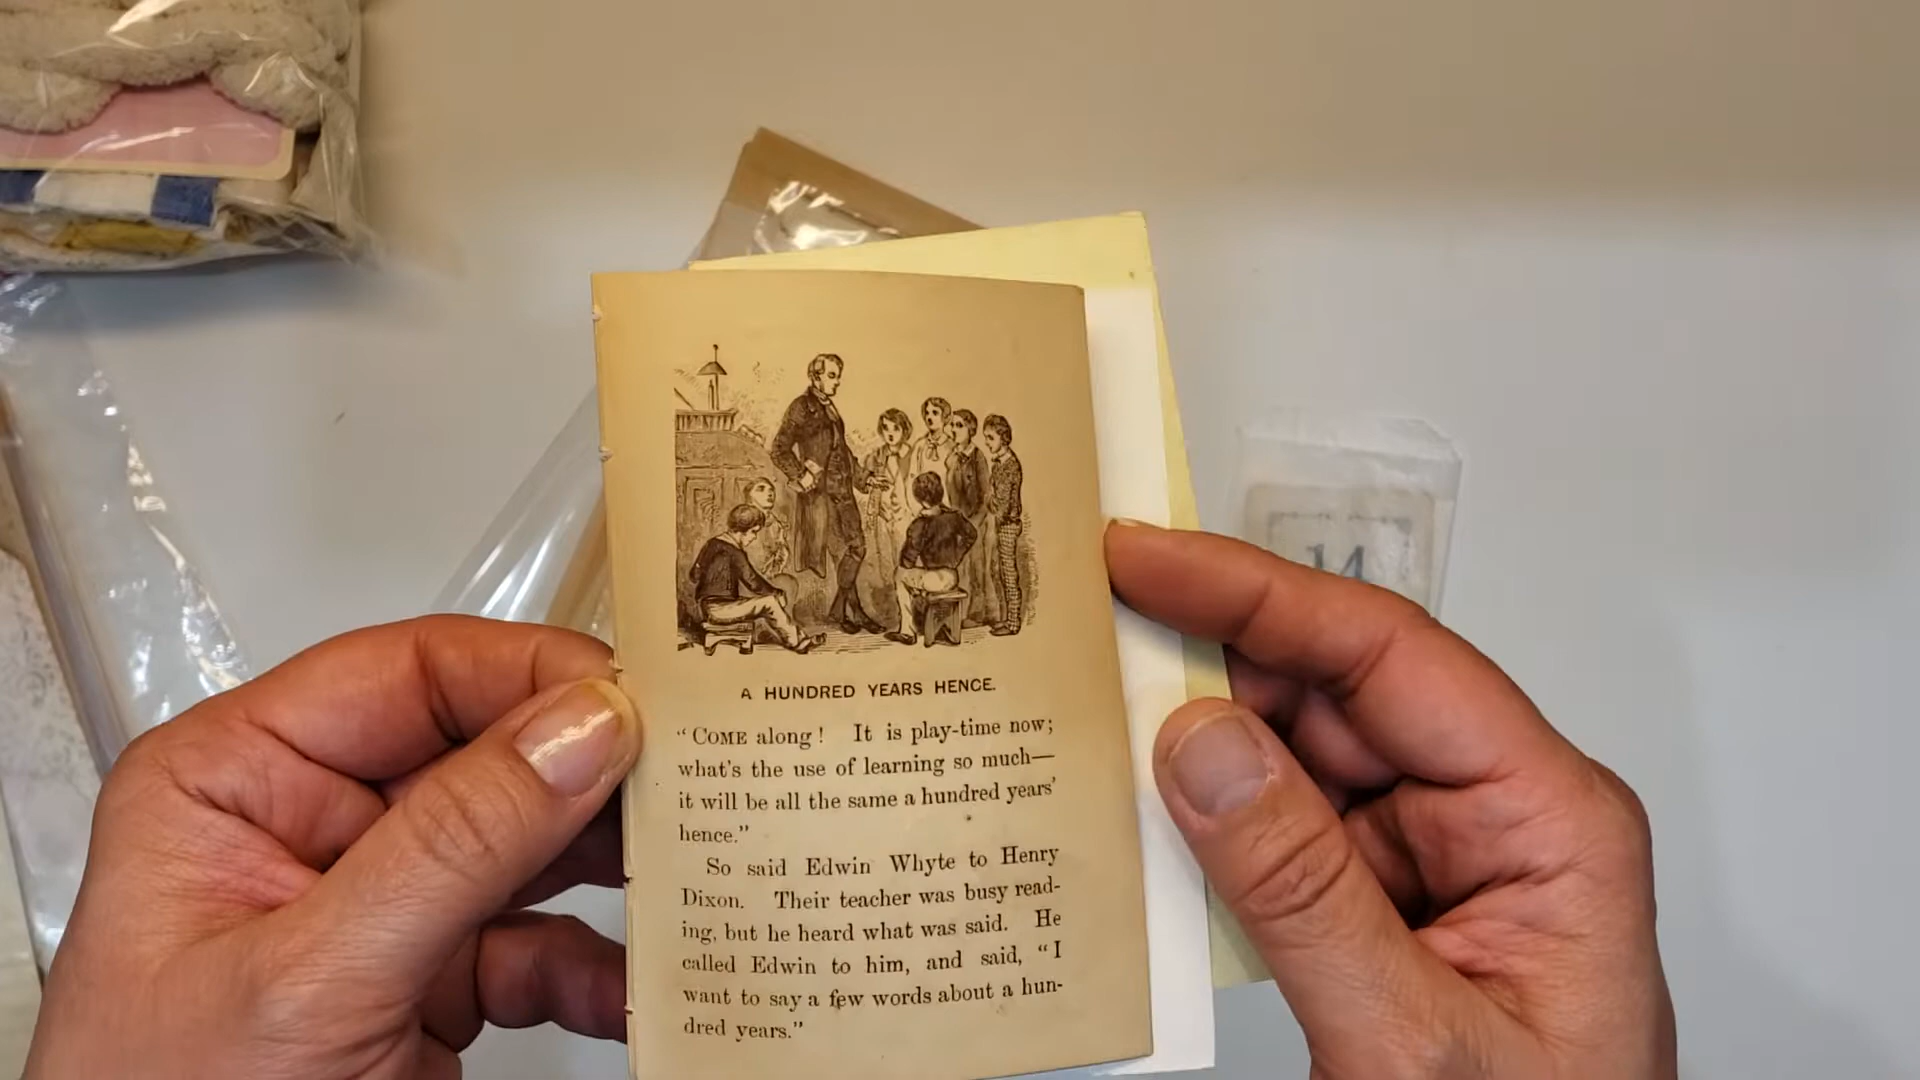 A HUNDRED YEARS HENCE.
“COME along! It is play-time now;
what's the use of learning so much—
it will be all the same a hundred years'
hence.”
So said Edwin Whyte to Henry
Dixon. Their teacher was busy read-
ing, but he heard what was said. He
called Edwin to him, and said, “I
want to say a few words about a hun-
dred years.”
14